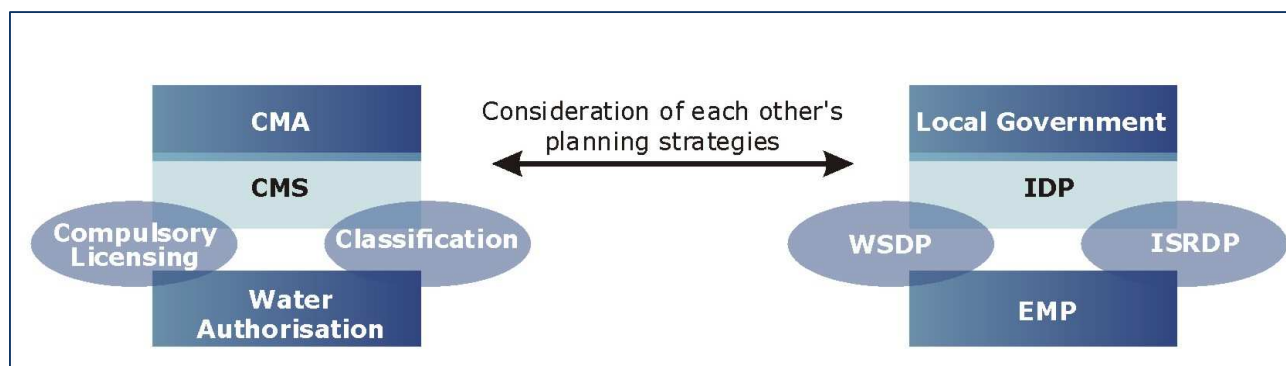 CMA
CMS
Compulsory
Licensing
Classification
Water
Authorisation
Consideration of each other's
planning strategies
Local Government
IDP
WSDP
ISRDP
EMP